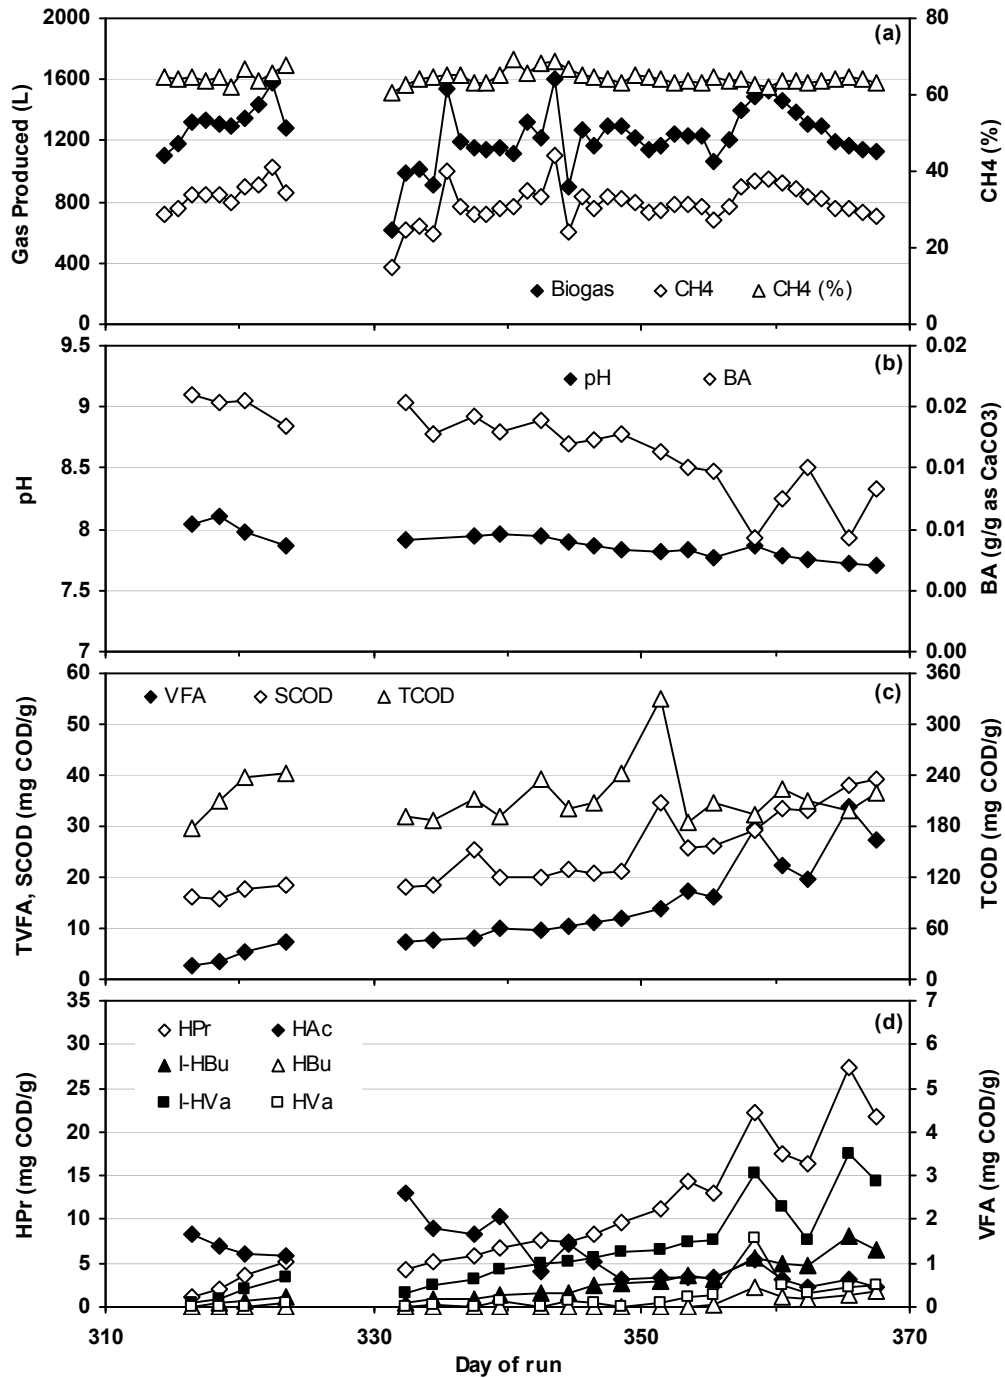 (a)
Gas Produced (L)
2000
1600
1200
800
400
0
80
60
40
20
0
CH4 (%)
Biogas CH4 CH4 (%)
(b)
pH
9.5
9
8.5
8
7.5
7
0.02
0.02
0.01
0.01
0.00
0.00
BA (g/g as CaCO3)
pH BA
(c)
TVFA, SCOD (mg COD/g)
60
50
40
30
20
10
0
360
300
240
180
120
60
0
TCOD (mg COD/g)
VFA SCOD TCOD
(d)
HPr (mg COD/g)
35
30
25
20
15
10
5
0
7
6
5
4
3
2
1
0
VFA (mg COD/g)
HPr HAc
I-HBu HBu
I-HVa HVa
310 330 350 370
Day of run